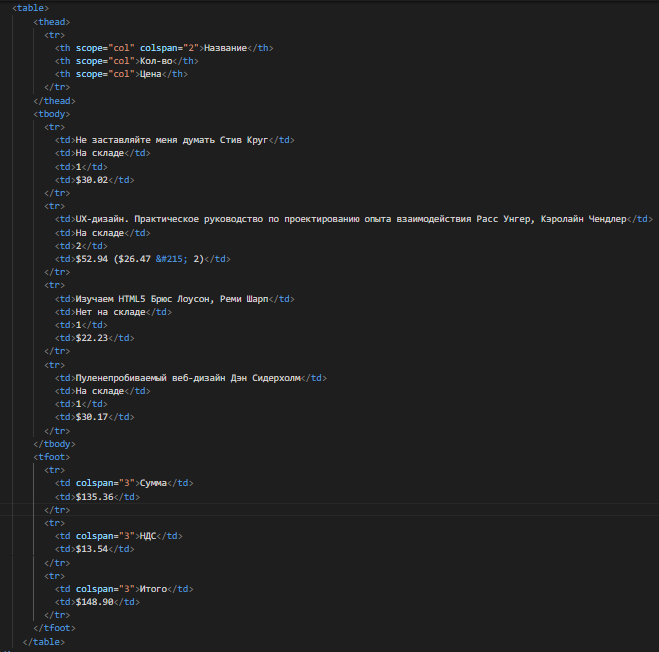 <table>
<thead>
<tr>
<th scope="col" colspan="2">Название</th>
<th scope="col">Кол-во</th>
<th scope="col">Цена</th>
</tr>
</thead>
<tbody>
<tr>
<td>Не заставляйте меня думать Стив Круг</td>
<td>На складе</td>
<td>1</td>
<td>$30.02</td>
</tr>
<tr>
<td>UX-дизайн. Практическое руководство по проектированию опыта взаимодействия Расс Унгер, Кэролайн Чендлер</td>
<td>На складе</td>
<td>2</td>
<td>$52.94 ($26.47 &#215; 2)</td>
</tr>
<tr>
<td>Изучаем HTML5 Брюс Лоусон, Реми Шарп</td>
<td>Нет на складе</td>
<td>1</td>
<td>$22.23</td>
</tr>
<tr>
<td>Пуленепробиваемый веб-дизайн Дэн Сидерхолм</td>
<td>На складе</td>
<td>1</td>
<td>$30.17</td>
</tr>
</tbody>
<tfoot>
<tr>
<td colspan="3">Сумма</td>
<td>$135.36</td>
</tr>
<tr>
<td colspan="3">НДС</td>
<td>$13.54</td>
</tr>
<tr>
<td colspan="3">Итого</td>
<td>$148.90</td>
</tr>
</tfoot>
</table>